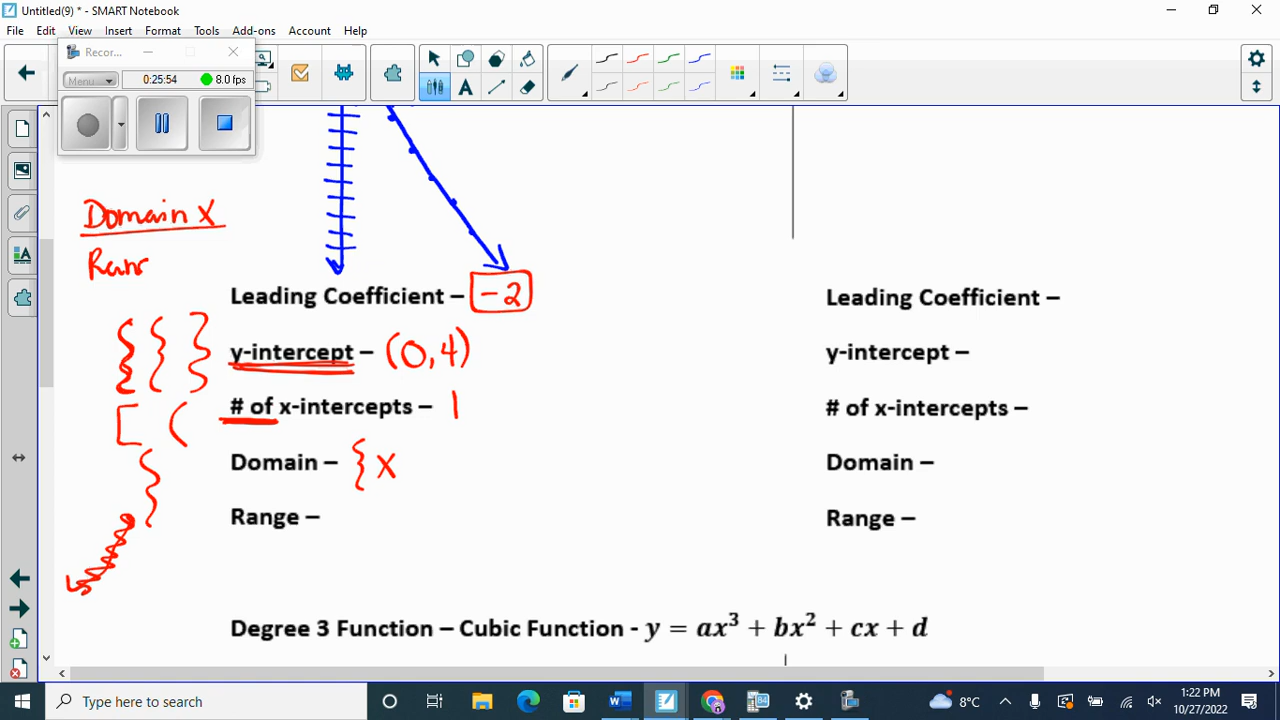 Untitled(9) * - SMART Notebook
File Edit View Insert Format Tools Add-ons Account Help
Recor...
Menu 0:25:54 8.0 fps
Domain X
Ran
Leading Coefficient – -2
y-intercept – (0,4)
# of x-intercepts – 1
Domain – { x
Range –
Leading Coefficient –
y-intercept –
# of x-intercepts –
Domain –
Range –
Degree 3 Function – Cubic Function - y = ax³ + bx² + cx + d
Type here to search
8°C
1:22 PM
10/27/2022